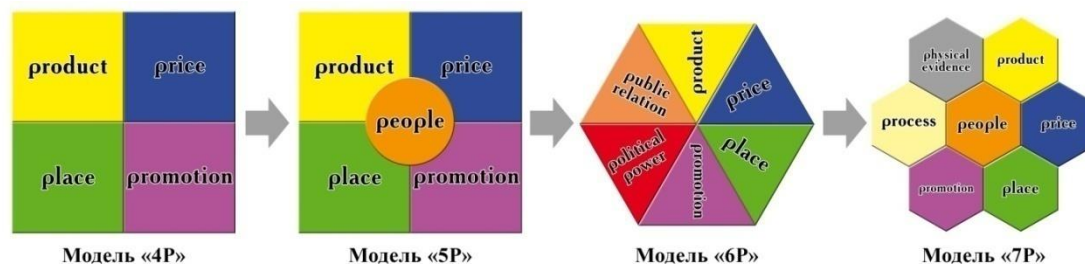 product
price
place
promotion
Модель «4P»
product
price
people
place
promotion
Модель «5P»
public
relation
product
price
political
power
promotion
place
Модель «6P»
physical
evidence
product
process
people
price
promotion
place
Модель «7P»